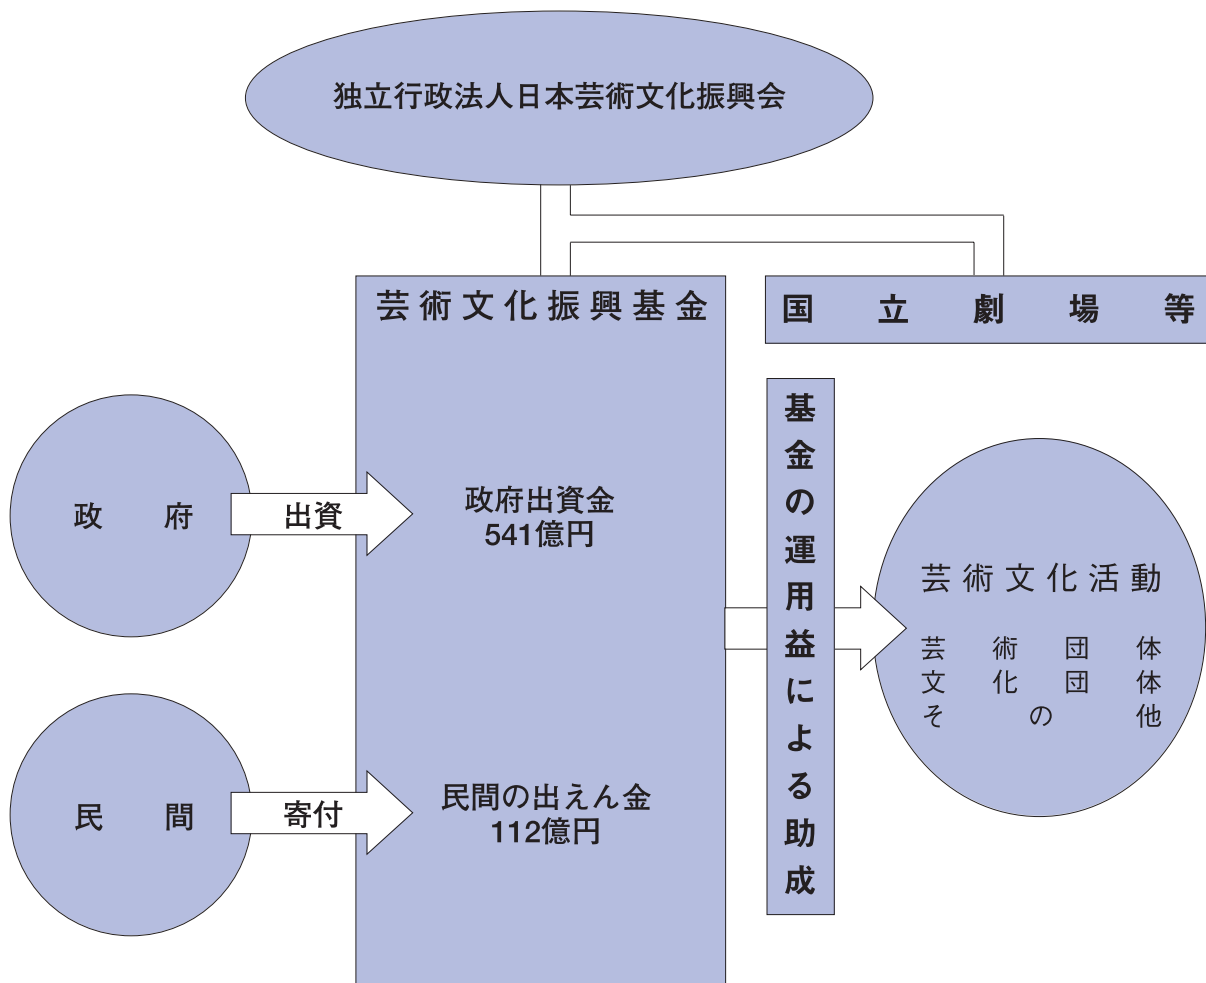 独立行政法人日本芸術文化振興会
芸術文化振興基金
国立劇場等
政府
出資
政府出資金
541億円
民間
寄付
民間の出えん金
112億円
基金の運用益による助成
芸術文化活動
芸術団体
文化団体
その他